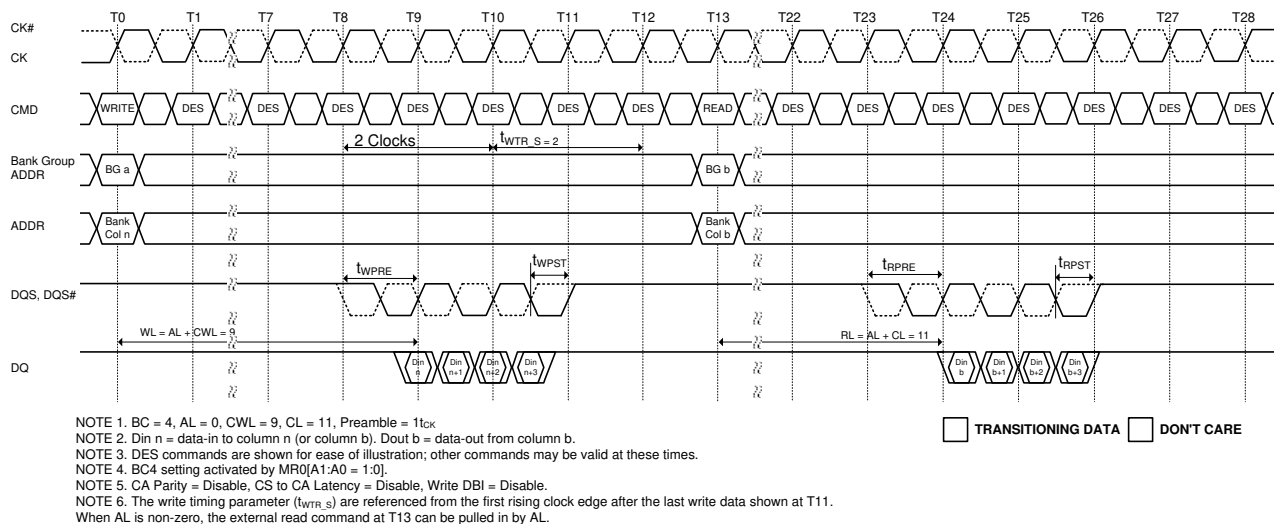 T0 T1 T7 T8 T9 T10 T11 T12 T13 T22 T23 T24 T25 T26 T27 T28
CK#
CK
CMD WRITE DES DES DES DES DES DES DES READ DES DES DES DES DES DES DES
2 Clocks tWTR_S = 2
Bank Group
ADDR
BG a BG b
ADDR
Bank
Col n
Bank
Col b
tWPRE tWPST tRPRE tRPST
DQS, DQS#
WL = AL + CWL = 9 RL = AL + CL = 11
DQ
Din
n
Din
n+1
Din
n+2
Din
n+3
Din
b
Din
b+1
Din
b+2
Din
b+3
NOTE 1. BC = 4, AL = 0, CWL = 9, CL = 11, Preamble = 1tCK
NOTE 2. Din n = data-in to column n (or column b). Dout b = data-out from column b.
NOTE 3. DES commands are shown for ease of illustration; other commands may be valid at these times.
NOTE 4. BC4 setting activated by MR0[A1:A0 = 1:0].
NOTE 5. CA Parity = Disable, CS to CA Latency = Disable, Write DBI = Disable.
NOTE 6. The write timing parameter (tWTR_S) are referenced from the first rising clock edge after the last write data shown at T11.
When AL is non-zero, the external read command at T13 can be pulled in by AL.
TRANSITIONING DATA DON'T CARE